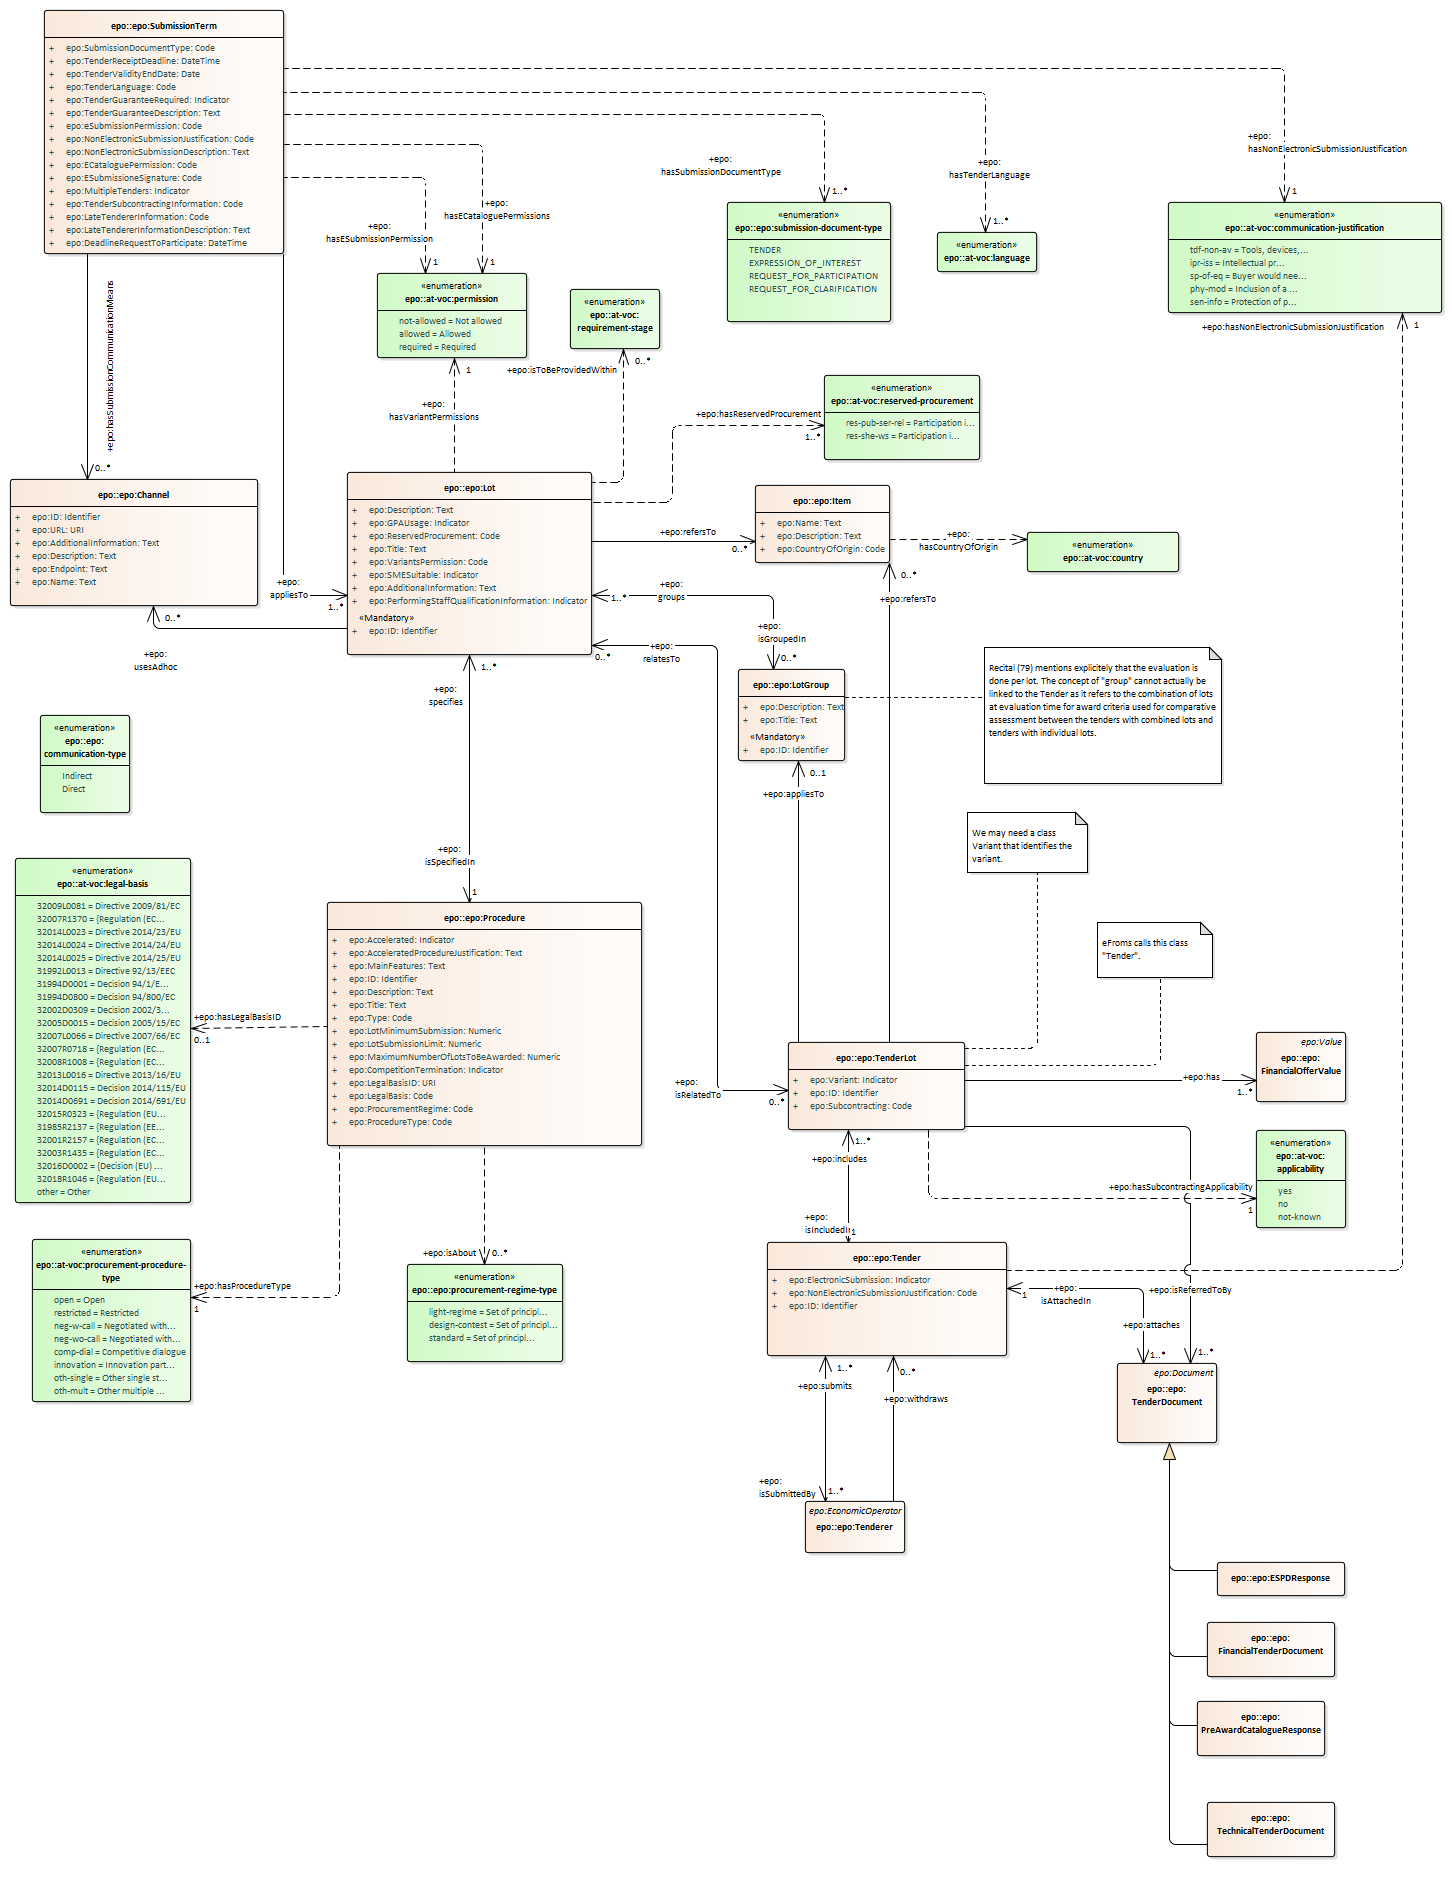 epo::epo:SubmissionTerm
+ epo:SubmissionDocumentType: Code
+ epo:TenderReceiptDeadline: DateTime
+ epo:TenderValidityEndDate: Date
+ epo:TenderLanguage: Code
+ epo:TenderGuaranteeRequired: Indicator
+ epo:TenderGuaranteeDescription: Text
+ epo:eSubmissionPermission: Code
+ epo:NonElectronicSubmissionJustification: Code
+ epo:NonElectronicSubmissionDescription: Text
+ epo:ECataloguePermission: Code
+ epo:ESubmissioneSignature: Code
+ epo:MultipleTenders: Indicator
+ epo:TenderSubcontractingInformation: Code
+ epo:LateTendererInformation: Code
+ epo:LateTendererInformationDescription: Text
+ epo:DeadlineRequestToParticipate: DateTime
+epo:
hasNonElectronicSubmissionJustification
1
+epo:
hasTenderLanguage
1..*
+epo:
hasSubmissionDocumentType
1..*
+epo:
hasECataloguePermissions
1
+epo:
hasESubmissionPermission
1
«enumeration»
epo::epo:submission-document-type
TENDER
EXPRESSION_OF_INTEREST
REQUEST_FOR_PARTICIPATION
REQUEST_FOR_CLARIFICATION
«enumeration»
epo::at-voc:language
«enumeration»
epo::at-voc:communication-justification
tdf-non-av = Tools, devices,...
ipr-iss = Intellectual pr...
sp-of-eq = Buyer would nee...
phy-mod = Inclusion of a ...
sen-info = Protection of p...
+epo:hasNonElectronicSubmissionJustification
1
«enumeration»
epo::at-voc:permission
not-allowed = Not allowed
allowed = Allowed
required = Required
«enumeration»
epo::at-voc:
requirement-stage
+epo:isToBeProvidedWithin
0..*
1
+epo:
hasVariantPermissions
+epo:hasSubmissionCommunicationMeans
0..*
«enumeration»
epo::at-voc:reserved-procurement
res-pub-ser-rel = Participation i...
res-she-ws = Participation i...
+epo:hasReservedProcurement
1..*
epo::epo:Channel
+ epo:ID: Identifier
+ epo:URL: URI
+ epo:AdditionalInformation: Text
+ epo:Description: Text
+ epo:Endpoint: Text
+ epo:Name: Text
epo::epo:Lot
+ epo:Description: Text
+ epo:GPAUsage: Indicator
+ epo:ReservedProcurement: Code
+ epo:Title: Text
+ epo:VariantsPermission: Code
+ epo:SMESuitable: Indicator
+ epo:AdditionalInformation: Text
+ epo:PerformingStaffQualificationInformation: Indicator
«Mandatory»
+ epo:ID: Identifier
epo::epo:Item
+ epo:Name: Text
+ epo:Description: Text
+ epo:CountryOfOrigin: Code
+epo:refersTo
0..*
+epo:
hasCountryOfOrigin
«enumeration»
epo::at-voc:country
0..*
+epo:refersTo
+epo:
appliesTo
1..*
0..*
+epo:
usesAdhoc
1..*
+epo:
groups
+epo:
isGroupedIn
0..*
0..*
+epo:
relatesTo
1..*
+epo:
specifies
epo::epo:LotGroup
+ epo:Description: Text
+ epo:Title: Text
«Mandatory»
+ epo:ID: Identifier
0..1
+epo:appliesTo
Recital (79) mentions explicitely that the evaluation is
done per lot. The concept of "group" cannot actually be
linked to the Tender as it refers to the combination of lots
at evaluation time for award criteria used for comparative
assessment between the tenders with combined lots and
tenders with individual lots.
«enumeration»
epo::epo:
communication-type
Indirect
Direct
We may need a class
Variant that identifies the
variant.
+epo:
isSpecifiedIn
1
eFroms calls this class
"Tender".
«enumeration»
epo::at-voc:legal-basis
32009L0081 = Directive 2009/81/EC
32007R1370 = {Regulation (EC...
32014L0023 = Directive 2014/23/EU
32014L0024 = Directive 2014/24/EU
32014L0025 = Directive 2014/25/EU
31992L0013 = Directive 92/13/EEC
31994D0001 = Decision 94/1/E...
31994D0800 = Decision 94/800/EC
32002D0309 = Decision 2002/3...
32005D0015 = Decision 2005/15/EC
32007L0066 = Directive 2007/66/EC
32007R0718 = {Regulation (EC...
32008R1008 = {Regulation (EC...
32013L0016 = Directive 2013/16/EU
32014D0115 = Decision 2014/115/EU
32014D0691 = Decision 2014/691/EU
32015R0323 = {Regulation (EU...
31985R2137 = {Regulation (EE...
32001R2157 = {Regulation (EC...
32003R1435 = {Regulation (EC...
32016D0002 = {Decision (EU) ...
32018R1046 = {Regulation (EU...
other = Other
+epo:hasLegalBasisID
0..1
epo::epo:Procedure
+ epo:Accelerated: Indicator
+ epo:AcceleratedProcedureJustification: Text
+ epo:MainFeatures: Text
+ epo:ID: Identifier
+ epo:Description: Text
+ epo:Title: Text
+ epo:Type: Code
+ epo:LotMinimumSubmission: Numeric
+ epo:LotSubmissionLimit: Numeric
+ epo:MaximumNumberOfLotsToBeAwarded: Numeric
+ epo:CompetitionTermination: Indicator
+ epo:LegalBasisID: URI
+ epo:LegalBasis: Code
+ epo:ProcurementRegime: Code
+ epo:ProcedureType: Code
epo::epo:TenderLot
+ epo:Variant: Indicator
+ epo:ID: Identifier
+ epo:Subcontracting: Code
+epo:
isRelatedTo
0..*
+epo:has
1..*
epo:Value
epo::epo:
FinancialOfferValue
«enumeration»
epo::at-voc:
applicability
yes
no
not-known
+epo:hasSubcontractingApplicability
1
1..*
+epo:includes
+epo:
isIncludedIn
1
epo::epo:Tender
+ epo:ElectronicSubmission: Indicator
+ epo:NonElectronicSubmissionJustification: Code
+ epo:ID: Identifier
1
+epo:
isAttachedIn
+epo:attaches
1..*
+epo:isReferredToBy
1..*
«enumeration»
epo::at-voc:procurement-procedure-
type
open = Open
restricted = Restricted
neg-w-call = Negotiated with...
neg-wo-call = Negotiated with...
comp-dial = Competitive dialogue
innovation = Innovation part...
oth-single = Other single st...
oth-mult = Other multiple ...
+epo:hasProcedureType
1
+epo:isAbout
0..*
«enumeration»
epo::epo:procurement-regime-type
light-regime = Set of principl...
design-contest = Set of principl...
standard = Set of principl...
1..*
+epo:submits
0..*
+epo:withdraws
+epo:
isSubmittedBy
1..*
epo:EconomicOperator
epo::epo:Tenderer
epo:Document
epo::epo:
TenderDocument
epo::epo:ESPDResponse
epo::epo:
FinancialTenderDocument
epo::epo:
PreAwardCatalogueResponse
epo::epo:
TechnicalTenderDocument